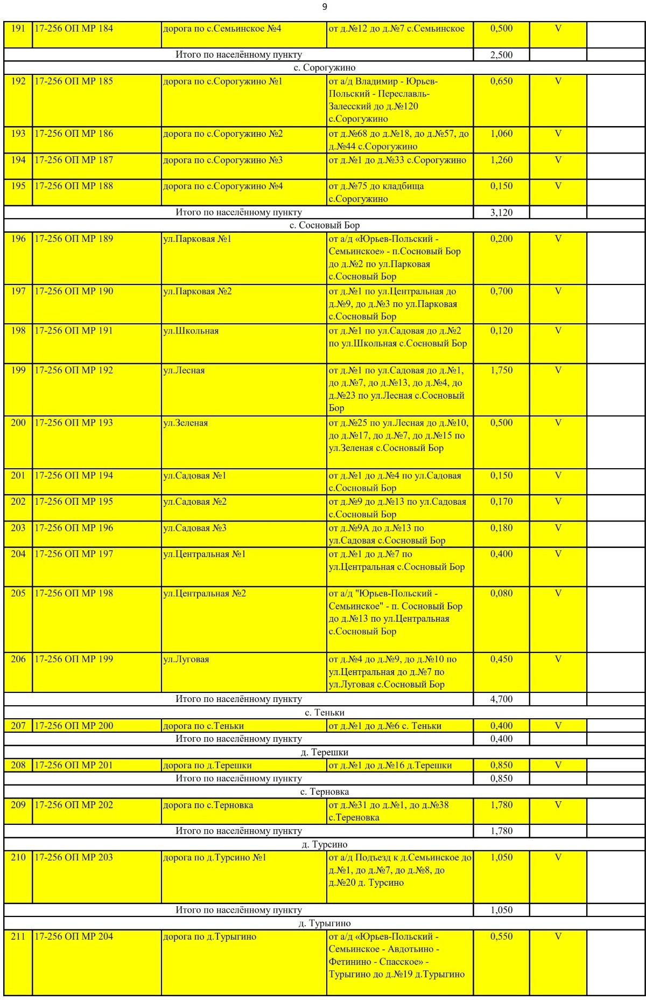 9
191 17-256 ОП МР 184 дорога по с.Семьинское №4 от д.№12 до д.№7 с.Семьинское 0,500 V
Итого по населённому пункту 2,500
с. Сорогужино
192 17-256 ОП МР 185 дорога по с.Сорогужино №1 от а/д Владимир - Юрьев- 0,650 V
Польский - Переславль-
Залесский до д.№120
с.Сорогужино
193 17-256 ОП МР 186 дорога по с.Сорогужино №2 от д.№68 до д.№18, до д.№57, до 1,060 V
д.№44 с.Сорогужино
194 17-256 ОП МР 187 дорога по с.Сорогужино №3 от д.№1 до д.№33 с.Сорогужино 1,260 V
195 17-256 ОП МР 188 дорога по с.Сорогужино №4 от д.№75 до кладбища 0,150 V
с.Сорогужино
Итого по населённому пункту 3,120
с. Сосновый Бор
196 17-256 ОП МР 189 ул.Парковая №1 от а/д «Юрьев-Польский - 0,200 V
Семьинское» - п.Сосновый Бор
до д.№2 по ул.Парковая
с.Сосновый Бор
197 17-256 ОП МР 190 ул.Парковая №2 от д.№1 по ул.Центральная до 0,700 V
д.№9, до д.№3 по ул.Парковая
с.Сосновый Бор
198 17-256 ОП МР 191 ул.Школьная от д.№1 по ул.Садовая до д.№2 0,120 V
по ул.Школьная с.Сосновый Бор
199 17-256 ОП МР 192 ул.Лесная от д.№1 по ул.Садовая до д.№1, 1,750 V
до д.№7, до д.№13, до д.№4, до
д.№23 по ул.Лесная с.Сосновый
Бор
200 17-256 ОП МР 193 ул.Зеленая от д.№25 по ул.Лесная до д.№10, 0,500 V
до д.№17, до д.№7, до д.№15 по
ул.Зеленая с.Сосновый Бор
201 17-256 ОП МР 194 ул.Садовая №1 от д.№1 до д.№4 по ул.Садовая 0,150 V
с.Сосновый Бор
202 17-256 ОП МР 195 ул.Садовая №2 от д.№9 до д.№13 по ул.Садовая 0,170 V
с.Сосновый Бор
203 17-256 ОП МР 196 ул.Садовая №3 от д.№9А до д.№13 по 0,180 V
ул.Садовая с.Сосновый Бор
204 17-256 ОП МР 197 ул.Центральная №1 от д.№1 до д.№7 по 0,400 V
ул.Центральная с.Сосновый Бор
205 17-256 ОП МР 198 ул.Центральная №2 от а/д "Юрьев-Польский - 0,080 V
Семьинское" - п. Сосновый Бор
до д.№13 по ул.Центральная
с.Сосновый Бор
206 17-256 ОП МР 199 ул.Луговая от д.№4 до д.№9, до д.№10 по 0,450 V
ул.Центральная до д.№7 по
ул.Луговая с.Сосновый Бор
Итого по населённому пункту 4,700
с. Теньки
207 17-256 ОП МР 200 дорога по с.Теньки от д.№1 до д.№6 с. Теньки 0,400 V
Итого по населённому пункту 0,400
д. Терешки
208 17-256 ОП МР 201 дорога по д.Терешки от д.№1 до д.№16 д.Терешки 0,850 V
Итого по населённому пункту 0,850
с. Терновка
209 17-256 ОП МР 202 дорога по с.Терновка от д.№31 до д.№1, до д.№38 1,780 V
с.Тереновка
Итого по населённому пункту 1,780
д. Турсино
210 17-256 ОП МР 203 дорога по д.Турсино №1 от а/д Подъезд к д.Семьинское до 1,050 V
д.№1, до д.№7, до д.№8, до
д.№20 д. Турсино
Итого по населённому пункту 1,050
д. Турыгино
211 17-256 ОП МР 204 дорога по д.Турыгино от а/д «Юрьев-Польский - 0,550 V
Семьинское - Авдотьино -
Фетинино - Спасское» -
Турыгино до д.№19 д.Турыгино